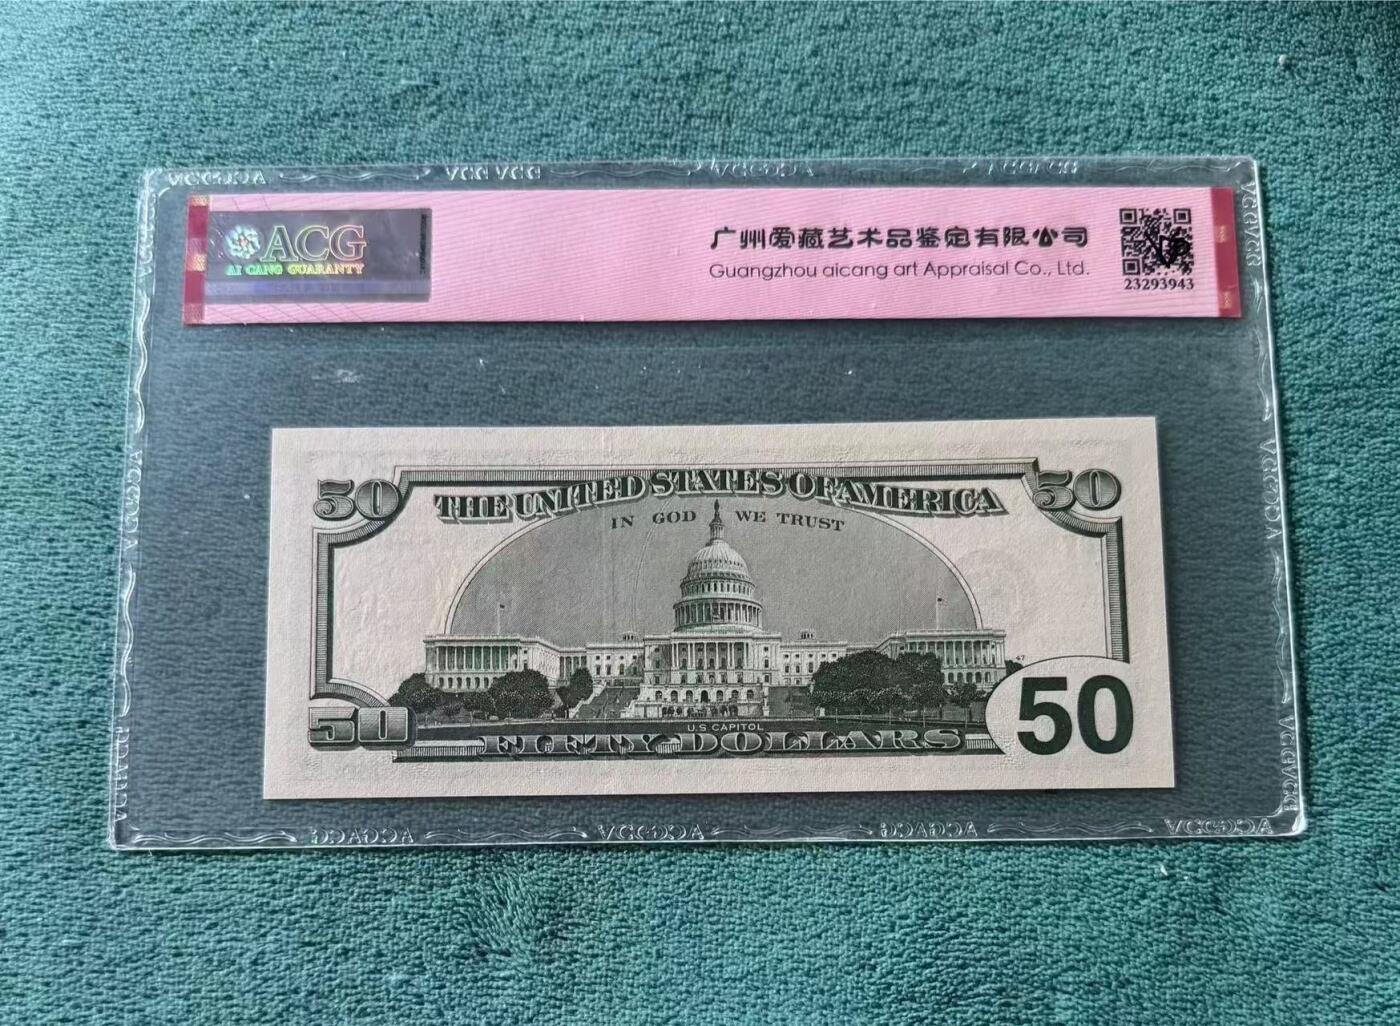 ACG
AI CANG GUARANTY
广州爱藏艺术品鉴定有限公司
Guangzhou aicang art Appraisal Co., Ltd.
23293943
50
THE UNITED STATES OF AMERICA
50
IN GOD WE TRUST
47
50
U.S. CAPITOL
FIFTY DOLLARS
50